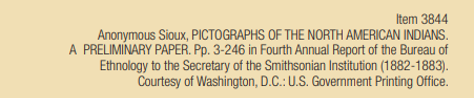 Item 3844
Anonymous Sioux, PICTOGRAPHS OF THE NORTH AMERICAN INDIANS.
A PRELIMINARY PAPER. Pp. 3-246 in Fourth Annual Report of the Bureau of
Ethnology to the Secretary of the Smithsonian Institution (1882-1883).
Courtesy of Washington, D.C.: U.S. Government Printing Office.